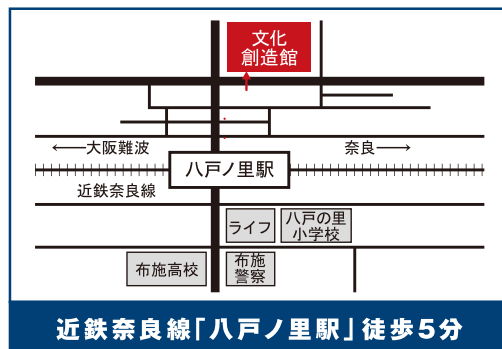 文化
創造館
←大阪難波
奈良→
八戸ノ里駅
近鉄奈良線
ライフ
八戸の里
小学校
布施高校
布施
警察
近鉄奈良線「八戸ノ里駅」徒歩5分